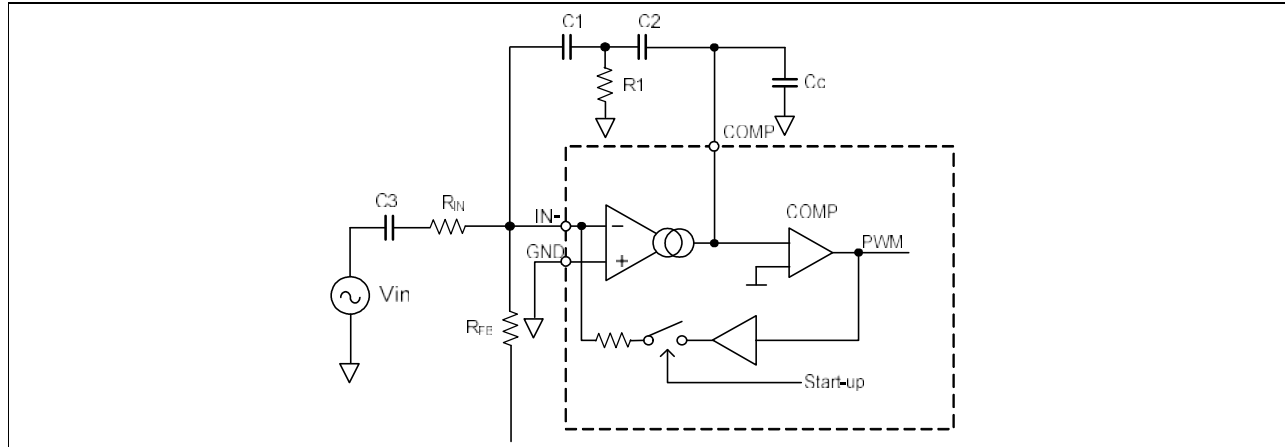 C1
C2
R1
Cc
COMP
C3
RIN
IN-
COMP
GND
PWM
Vin
RFB
Start-up